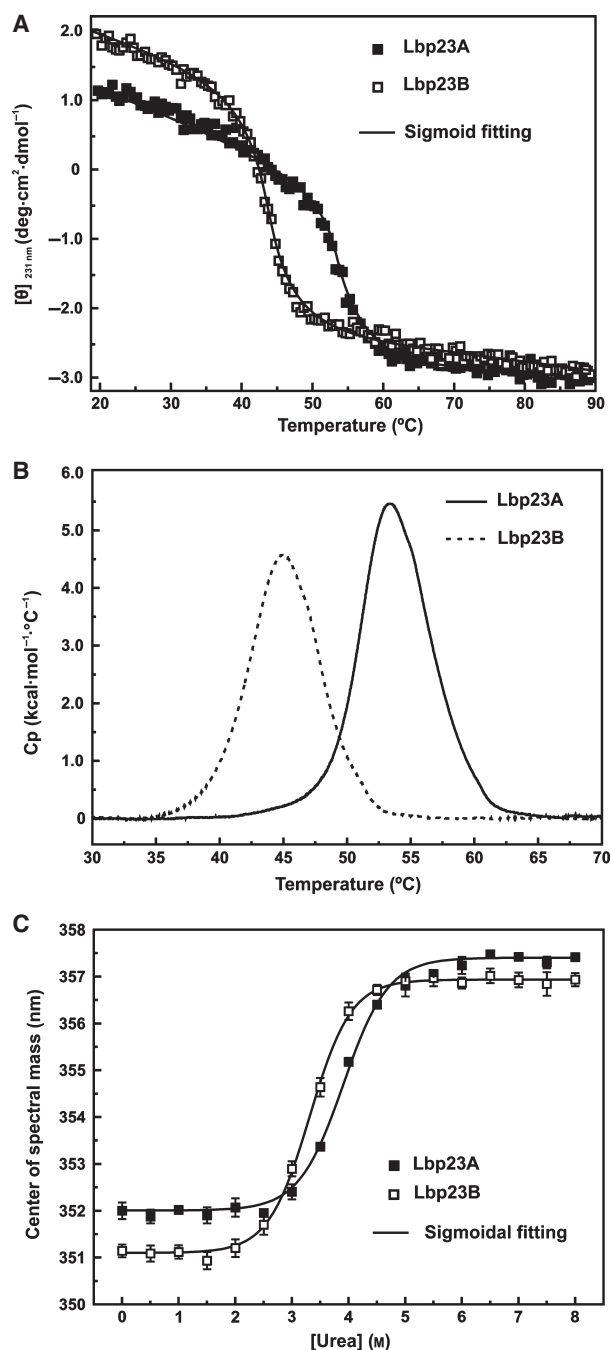 A
2.0
1.0
0
–1.0
–2.0
–3.0
[θ] 231 nm (deg·cm²·dmol⁻¹)
Lbp23A
Lbp23B
Sigmoid fitting
20 30 40 50 60 70 80 90
Temperature (ºC)
B
6.0
5.0
4.0
3.0
2.0
1.0
0
Cp (kcal·mol⁻¹·ºC⁻¹)
Lbp23A
Lbp23B
30 35 40 45 50 55 60 65 70
Temperature (ºC)
C
358
357
356
355
354
353
352
351
350
Center of spectral mass (nm)
Lbp23A
Lbp23B
Sigmoidal fitting
0 1 2 3 4 5 6 7 8
[Urea] (M)